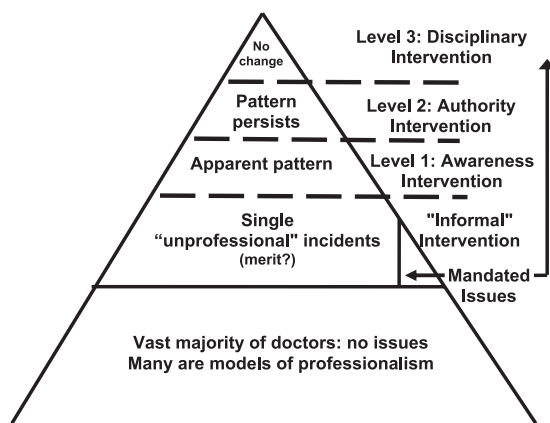 No
change
Level 3: Disciplinary
Intervention
Pattern
persists
Level 2: Authority
Intervention
Apparent pattern
Level 1: Awareness
Intervention
Single
“unprofessional" incidents
(merit?)
"Informal"
Intervention
Mandated
Issues
Vast majority of doctors: no issues
Many are models of professionalism